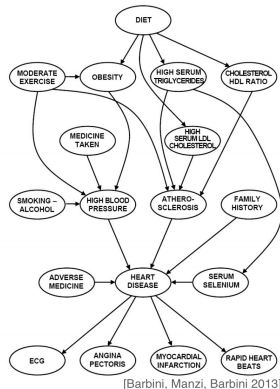 DIET
MODERATE
EXERCISE
OBESITY
HIGH SERUM
TRIGLYCERIDES
CHOLESTEROL
HDL RATIO
MEDICINE
TAKEN
HIGH
SERUM LDL
CHOLESTEROL
SMOKING –
ALCOHOL
HIGH BLOOD
PRESSURE
ATHERO-
SCLEROSIS
FAMILY
HISTORY
ADVERSE
MEDICINE
HEART
DISEASE
SERUM
SELENIUM
ECG
ANGINA
PECTORIS
MYOCARDIAL
INFARCTION
RAPID HEART
BEATS
[Barbini, Manzi, Barbini 2013]